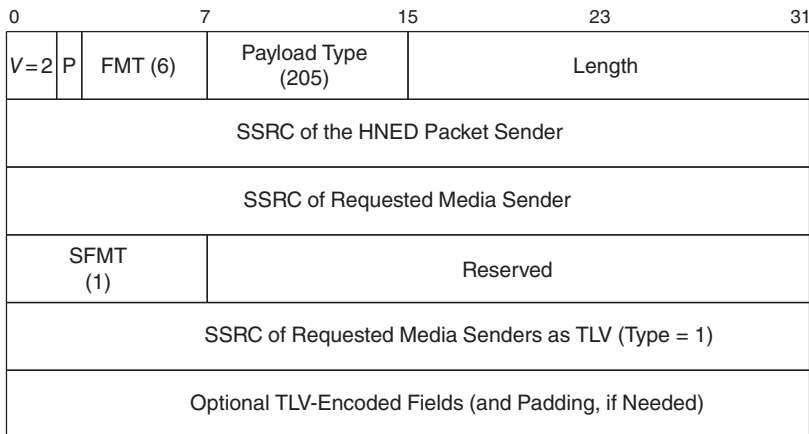 0 7 15 23 31
V=2 P FMT (6) Payload Type (205) Length
SSRC of the HNED Packet Sender
SSRC of Requested Media Sender
SFMT (1) Reserved
SSRC of Requested Media Senders as TLV (Type = 1)
Optional TLV-Encoded Fields (and Padding, if Needed)